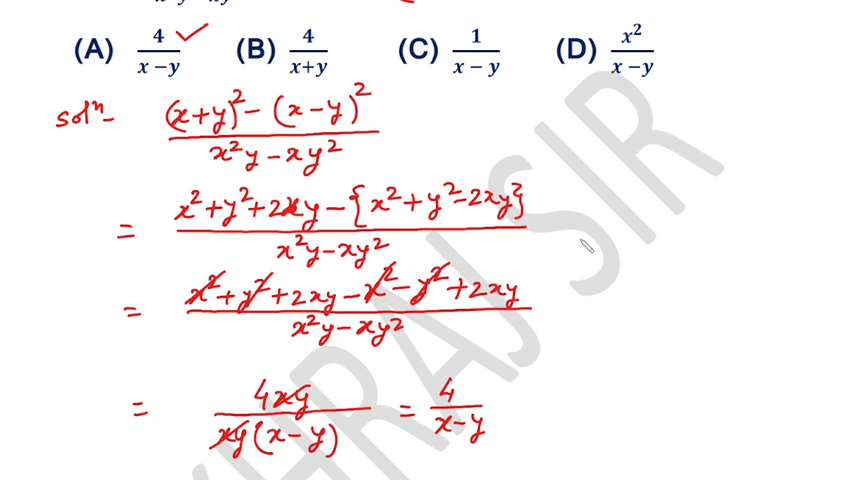 (A) 4/(x−y) (B) 4/(x+y) (C) 1/(x−y) (D) x²/(x−y)
solⁿ- ((x+y)² − (x−y)²)/(x²y − xy²)
= (x²+y²+2xy−{x²+y²−2xy})/(x²y−xy²)
= (x²+y²+2xy−x²−y²+2xy)/(x²y−xy²)
= 4xy/(xy(x−y)) = 4/(x−y)
HRAJ SIR